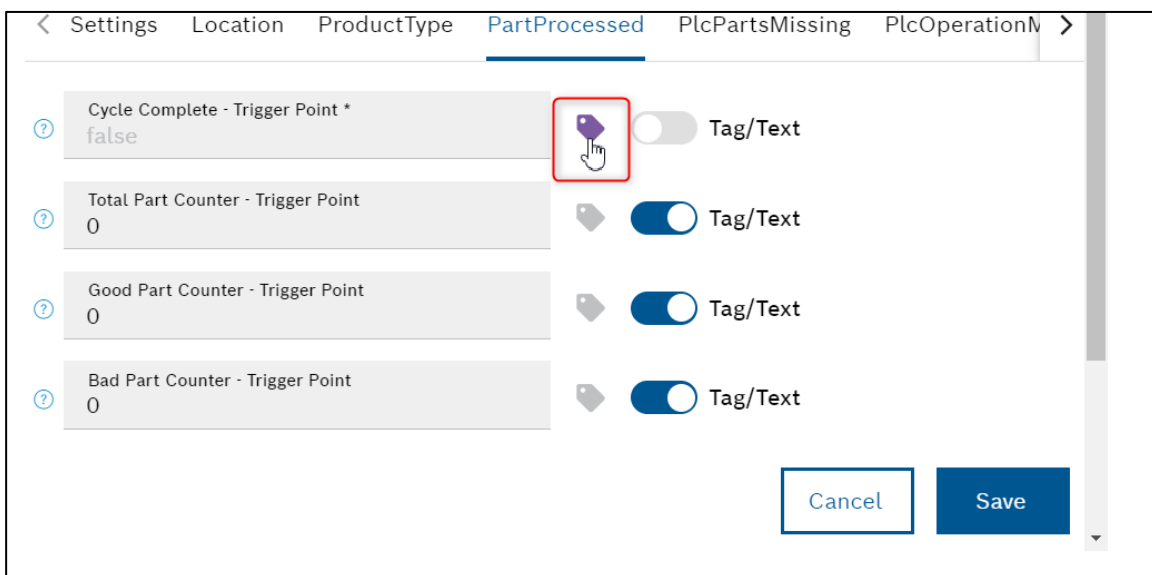 Settings Location ProductType PartProcessed PlcPartsMissing PlcOperationM
Cycle Complete - Trigger Point *
false
Tag/Text
Total Part Counter - Trigger Point
0
Tag/Text
Good Part Counter - Trigger Point
0
Tag/Text
Bad Part Counter - Trigger Point
0
Tag/Text
Cancel Save